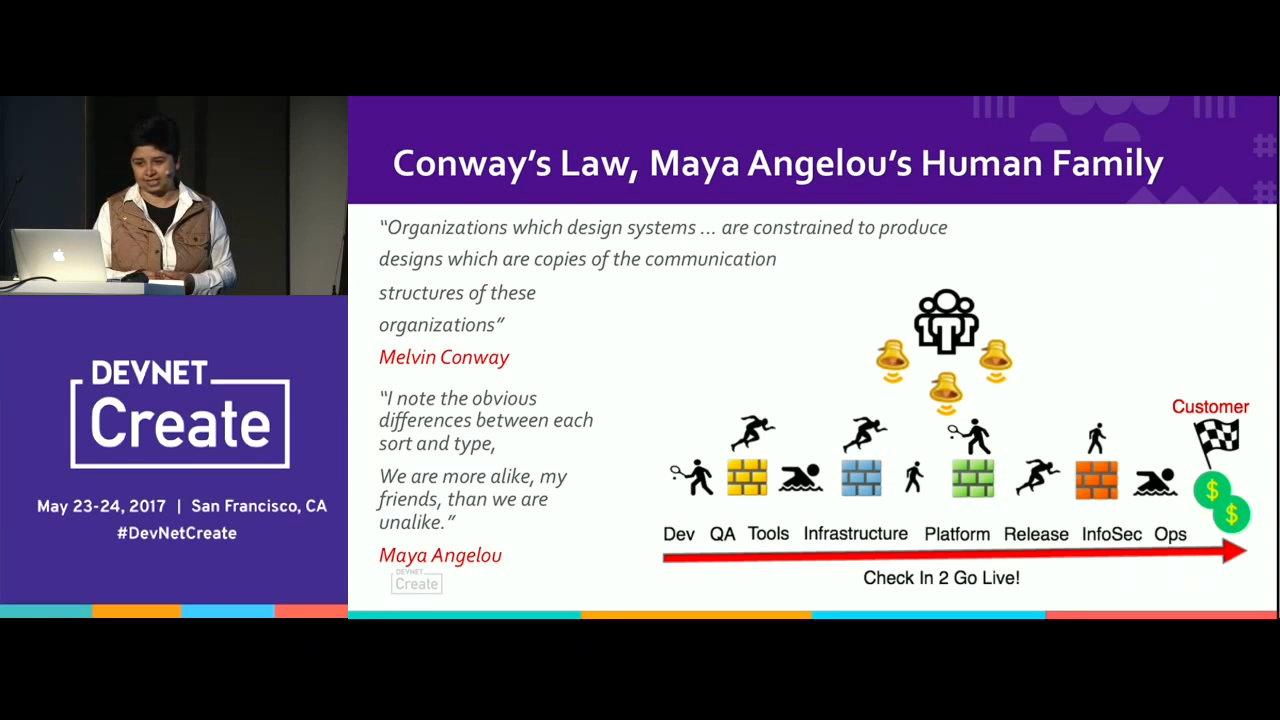 Conway's Law, Maya Angelou's Human Family
"Organizations which design systems ... are constrained to produce
designs which are copies of the communication
structures of these
organizations"
Melvin Conway
"I note the obvious
differences between each
sort and type,
We are more alike, my
friends, than we are
unalike."
Maya Angelou
DEVNET
Create
Customer
$
$
Dev QA Tools Infrastructure Platform Release InfoSec Ops
Check In 2 Go Live!
DEVNET
Create
May 23-24, 2017 | San Francisco, CA
#DevNetCreate